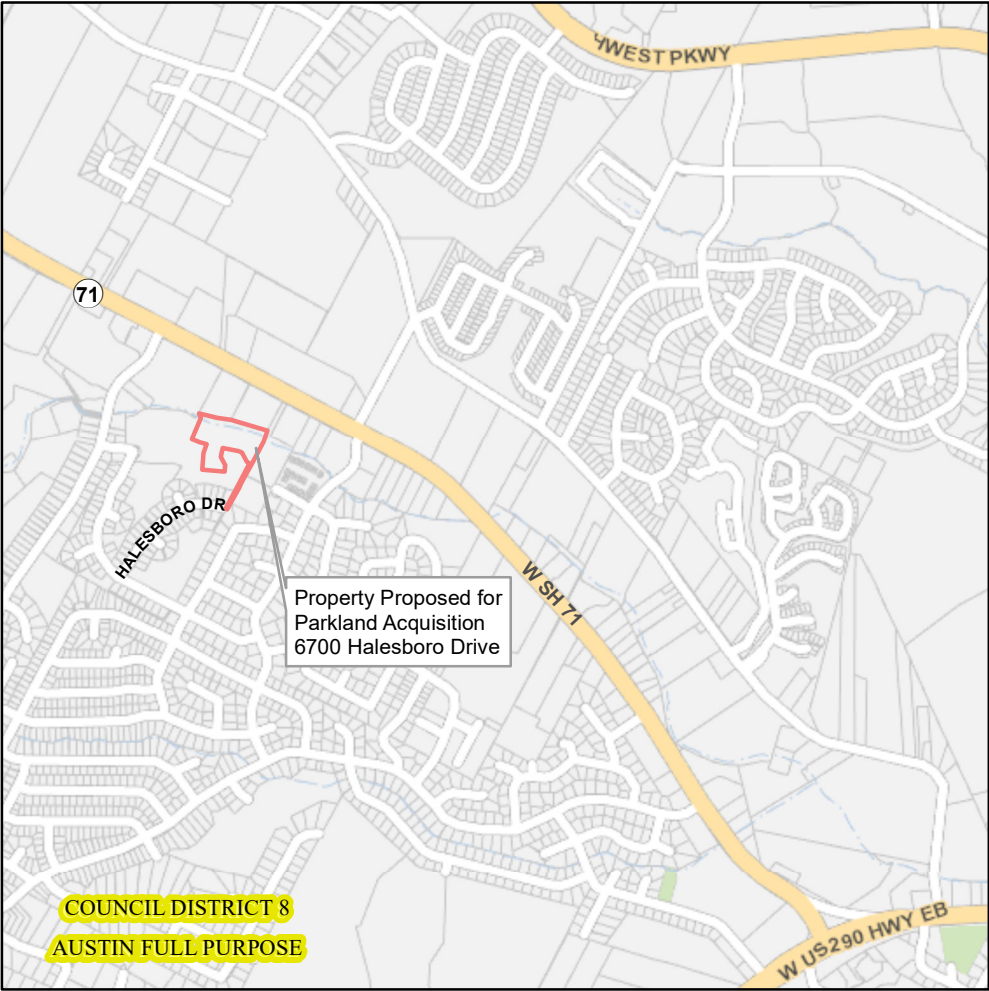 YWEST PKWY
71
HALESBORO DR
W SH 71
Property Proposed for
Parkland Acquisition
6700 Halesboro Drive
COUNCIL DISTRICT 8
AUSTIN FULL PURPOSE
W US290 HWY EB